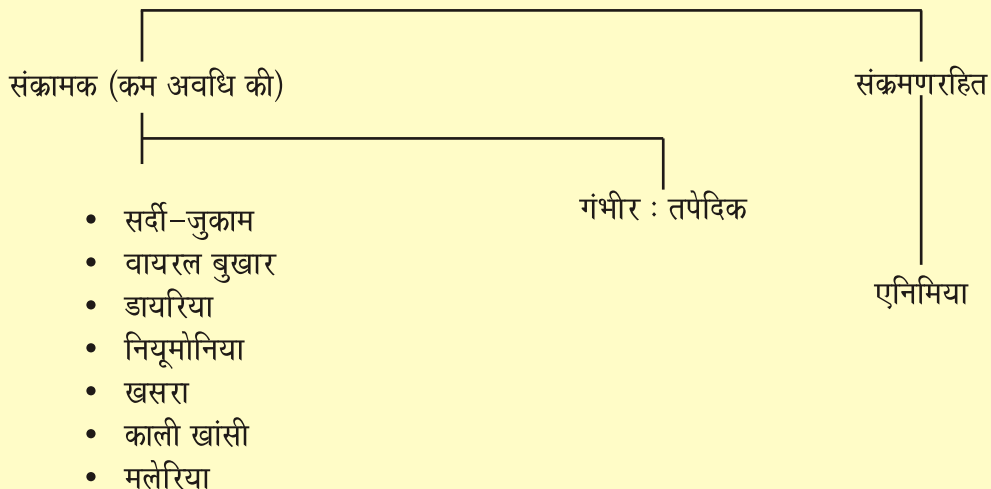 संक्रामक (कम अवधि की)
संक्रमणरहित
गंभीर : तपेदिक
• सर्दी-जुकाम
• वायरल बुखार
• डायरिया
• नियूमोनिया
• खसरा
• काली खांसी
• मलेरिया
एनिमिया